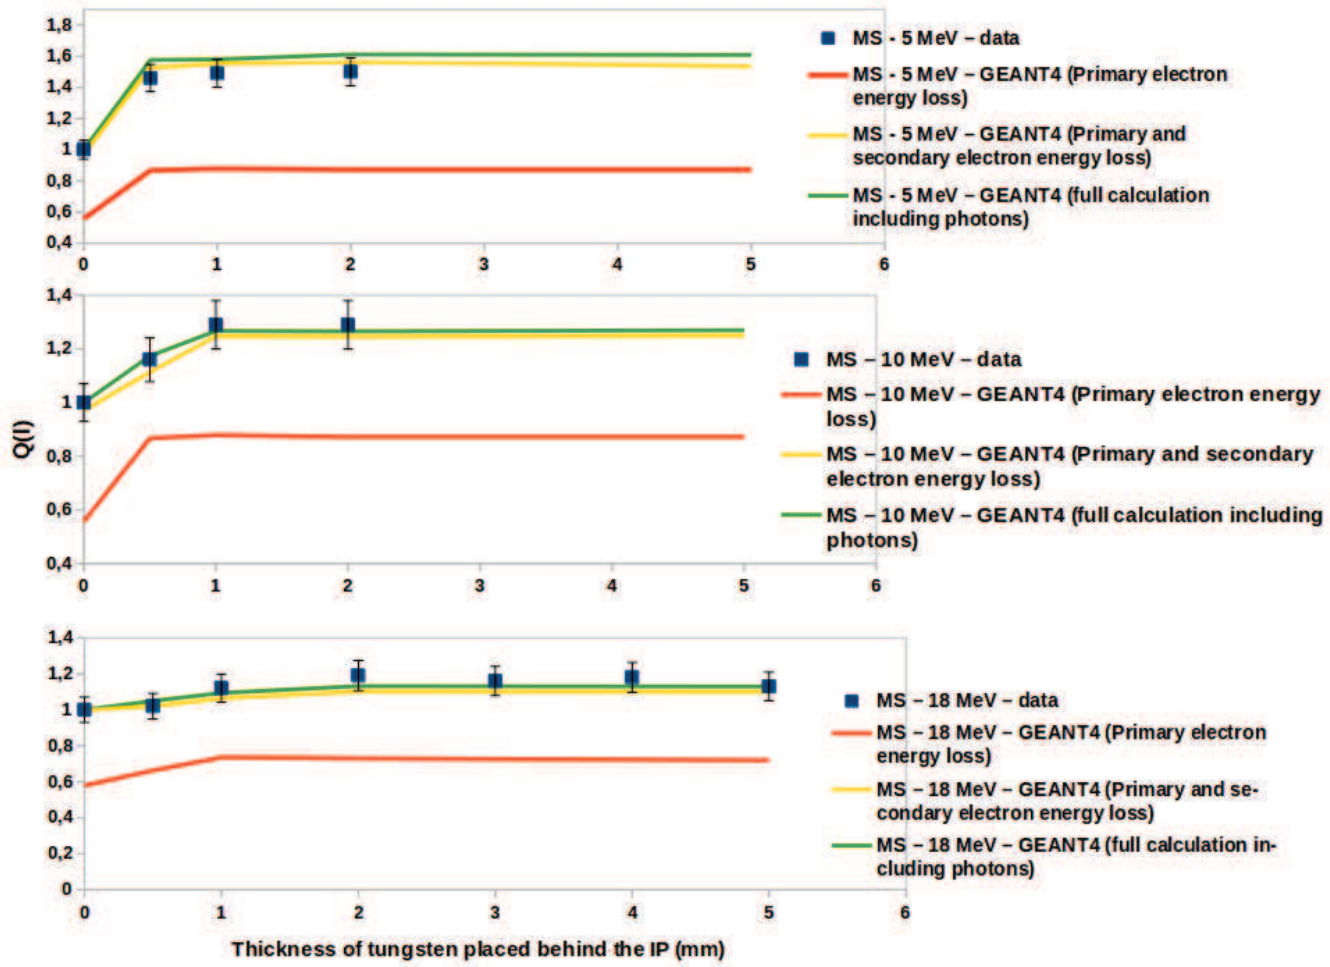 1,8
1,6
1,4
1,2
1
0,8
0,6
0,4
0 1 2 3 4 5 6
MS - 5 MeV – data
MS - 5 MeV – GEANT4 (Primary electron
energy loss)
MS - 5 MeV – GEANT4 (Primary and
secondary electron energy loss)
MS - 5 MeV – GEANT4 (full calculation
including photons)
Q(l)
1,4
1,2
1
0,8
0,6
0,4
0 1 2 3 4 5 6
MS – 10 MeV – data
MS – 10 MeV – GEANT4 (Primary electron energy
loss)
MS – 10 MeV – GEANT4 (Primary and secondary
electron energy loss)
MS – 10 MeV – GEANT4 (full calculation including
photons)
1,4
1,2
1
0,8
0,6
0,4
0,2
0
0 1 2 3 4 5 6
MS – 18 MeV – data
MS – 18 MeV – GEANT4 (Primary electron
energy loss)
MS – 18 MeV – GEANT4 (Primary and se-
condary electron energy loss)
MS – 18 MeV – GEANT4 (full calculation in-
cluding photons)
Thickness of tungsten placed behind the IP (mm)